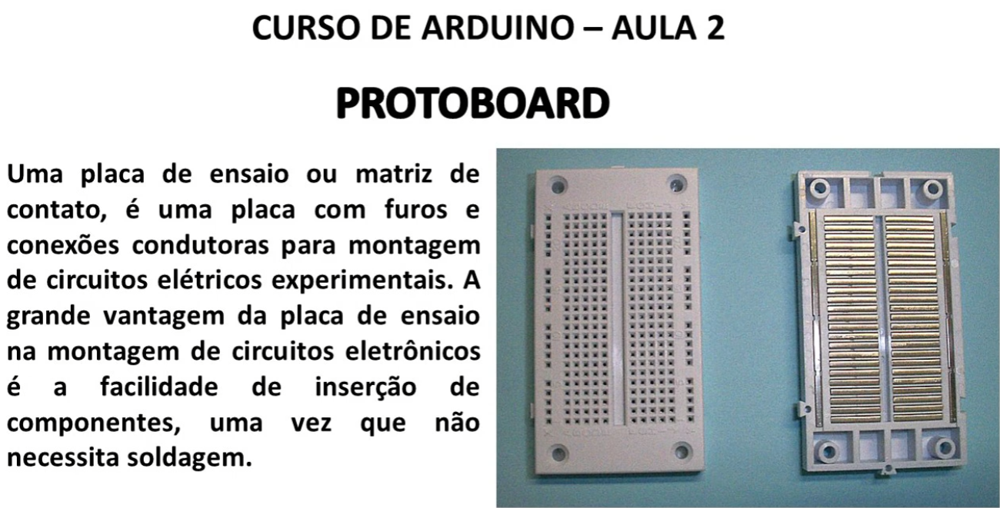 CURSO DE ARDUINO – AULA 2
PROTOBOARD
Uma placa de ensaio ou matriz de
contato, é uma placa com furos e
conexões condutoras para montagem
de circuitos elétricos experimentais. A
grande vantagem da placa de ensaio
na montagem de circuitos eletrônicos
é a facilidade de inserção de
componentes, uma vez que não
necessita soldagem.